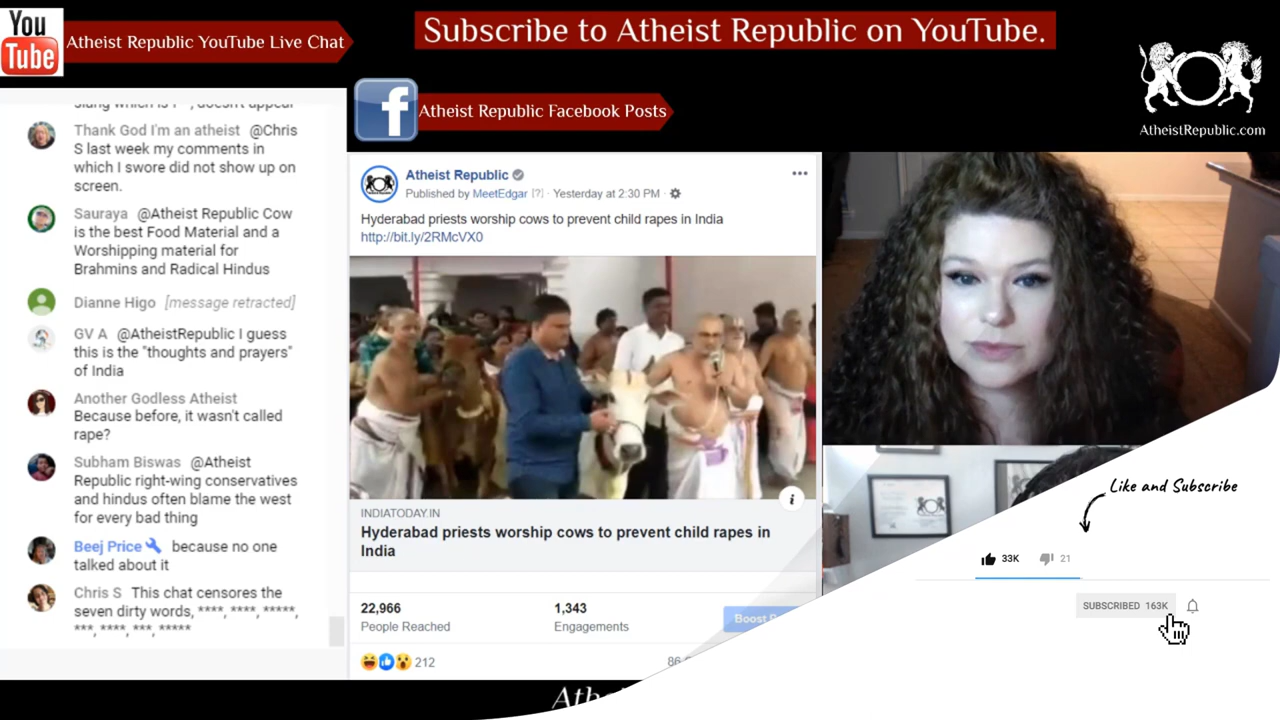 You
Tube
Atheist Republic YouTube Live Chat
Subscribe to Atheist Republic on YouTube.
AtheistRepublic.com
Atheist Republic Facebook Posts
doesn't appear
Thank God I'm an atheist @Chris
S last week my comments in
which I swore did not show up on
screen.
Sauraya @Atheist Republic Cow
is the best Food Material and a
Worshipping material for
Brahmins and Radical Hindus
Dianne Higo [message retracted]
GV A @AtheistRepublic I guess
this is the "thoughts and prayers"
of India
Another Godless Atheist
Because before, it wasn't called
rape?
Subham Biswas @Atheist
Republic right-wing conservatives
and hindus often blame the west
for every bad thing
Beej Price because no one
talked about it
Chris S This chat censores the
seven dirty words, ****, ****, *****,
***, ****, ***, *****
Atheist Republic
Published by MeetEdgar [?] · Yesterday at 2:30 PM ·
Hyderabad priests worship cows to prevent child rapes in India
http://bit.ly/2RMcVX0
INDIATODAY.IN
Hyderabad priests worship cows to prevent child rapes in
India
22,966
People Reached
1,343
Engagements
Boost
212
Like and Subscribe
33K
21
SUBSCRIBED 163K